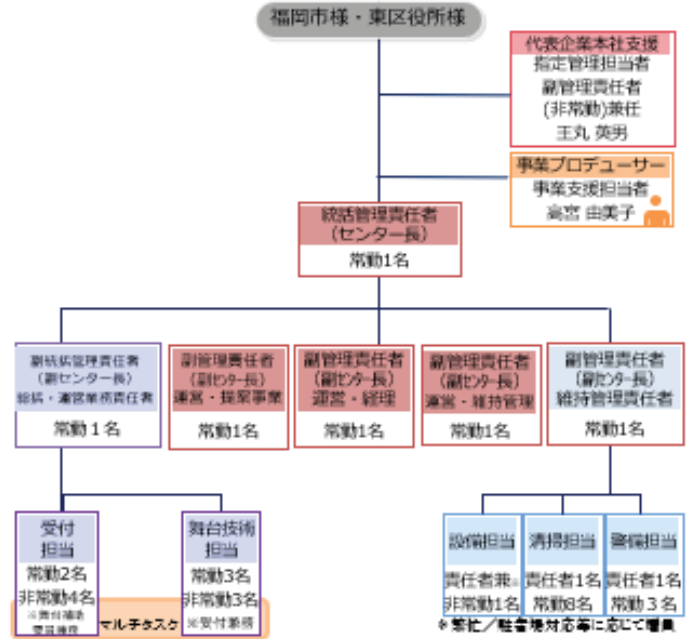 福岡市様・東区役所様
代表企業本社支援
指定管理担当者
副管理責任者
(非常勤)兼任
王丸 英男
事業プロデューサー
事業支援担当者
高宮 由美子
統括管理責任者
(センター長)
常勤1名
副統括管理責任者
(副センター長)
総括・運営業務責任者
常勤1名
副管理責任者
(副センター長)
運営・提案事業
常勤1名
副管理責任者
(副センター長)
運営・経理
常勤1名
副管理責任者
(副センター長)
運営・維持管理
常勤1名
副管理責任者
(副センター長)
維持管理責任者
常勤1名
受付
担当
常勤2名
非常勤4名
※舞台補助
舞台技術
担当
常勤3名
非常勤3名
※受付兼務
マルチタスク
設備担当
責任者兼※
非常勤1名
清掃担当
責任者1名
常勤8名
警備担当
責任者1名
常勤3名
※繁忙/駐車場対応等に応じて増員